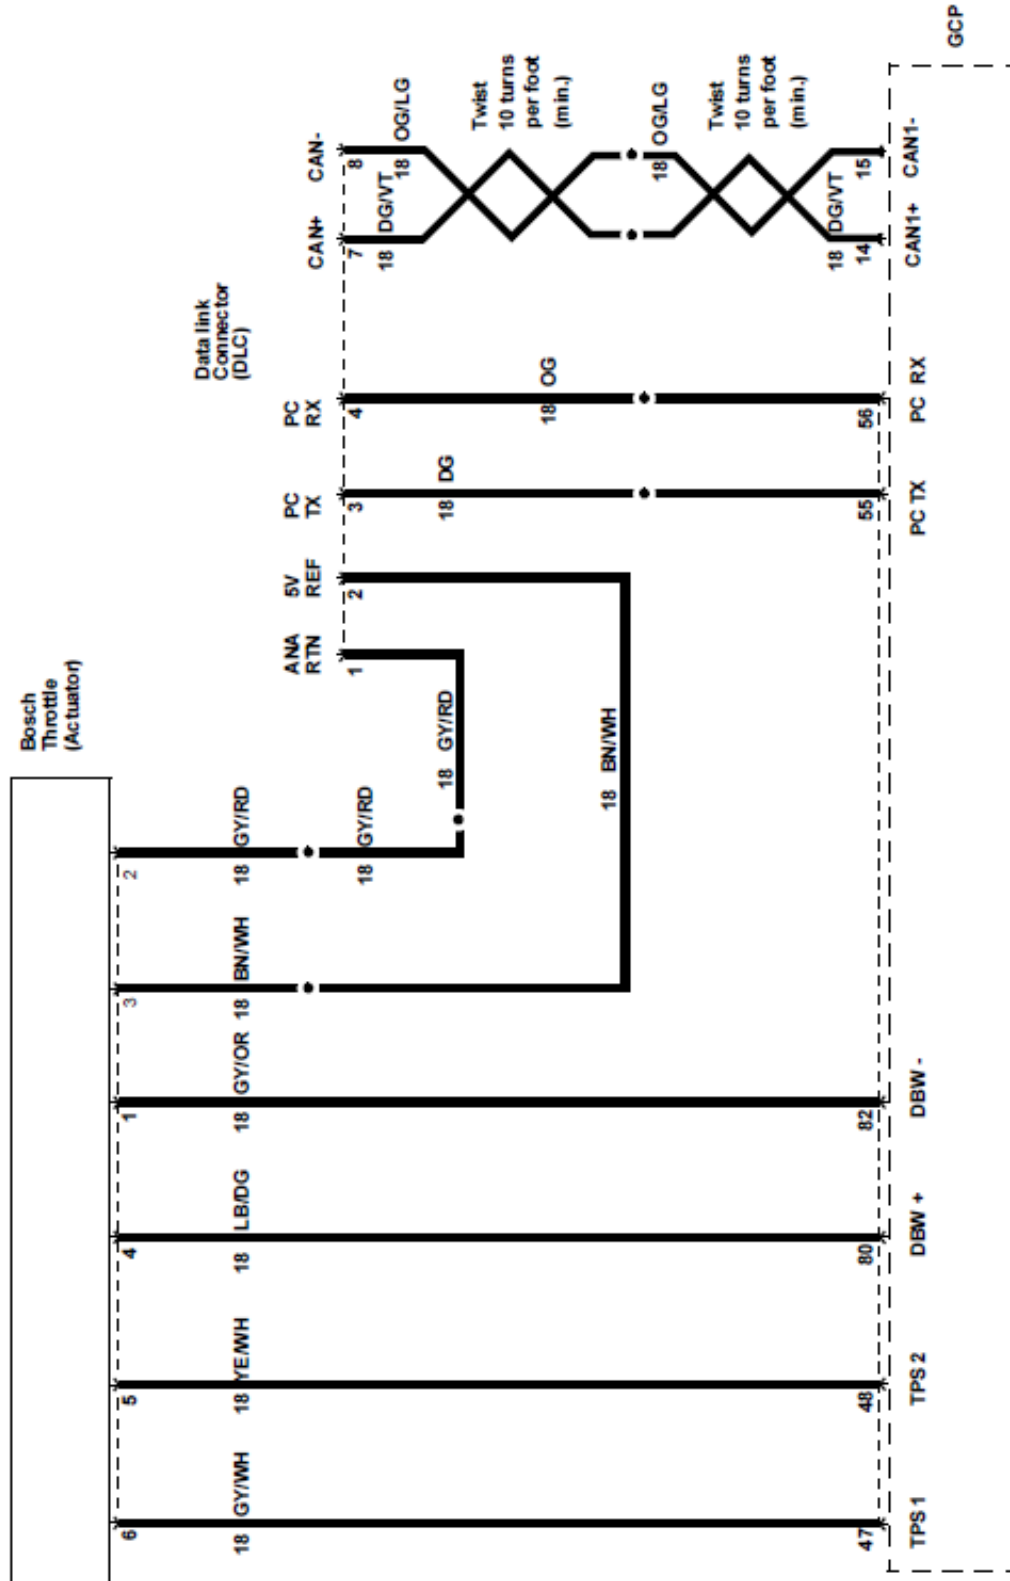 Bosch
Throttle
(Actuator)
6 5 4 1 3 2
18 GY/WH
18 YE/WH
18 LB/DG
18 GY/OR
18 BN/WH
18 GY/RD
Data link
Connector
(DLC)
ANA
RTN
5V
REF
PC
TX
PC
RX
CAN+
CAN-
1 2 3 4 7 8
18 GY/RD
18 DG/VT
18 OG/LG
18 GY/RD
18 DG
Twist
10 turns
per foot
(min.)
18 OG
18 BN/WH
18 OG/LG
Twist
10 turns
per foot
(min.)
18 DG/VT
47 48 80 82 55 56 14 15
TPS 1
TPS 2
DBW +
DBW -
PC TX
PC RX
CAN1+
CAN1-
GCP